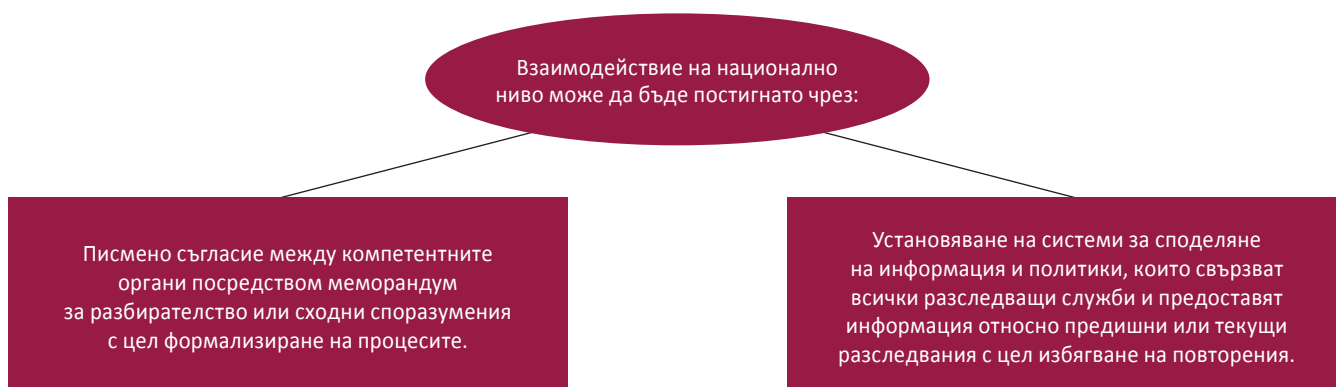 Взаимодействие на национално
ниво може да бъде постигнато чрез:
Писмено съгласие между компетентните
органи посредством меморандум
за разбирателство или сходни споразумения
с цел формализиране на процесите.
Установяване на системи за споделяне
на информация и политики, които свързват
всички разследващи служби и предоставят
информация относно предишни или текущи
разследвания с цел избягване на повторения.